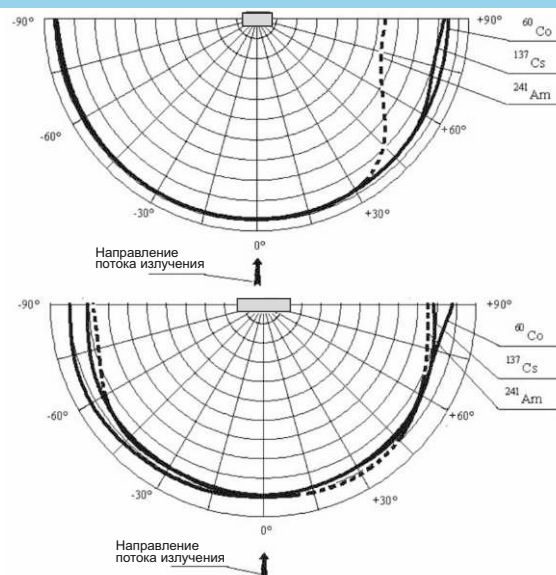 -90°
+90°
⁶⁰Co
¹³⁷Cs
²⁴¹Am
-60°
+60°
-30°
+30°
0°
Направление
потока излучения
-90°
+90°
⁶⁰Co
¹³⁷Cs
²⁴¹Am
-60°
+60°
-30°
+30°
0°
Направление
потока излучения